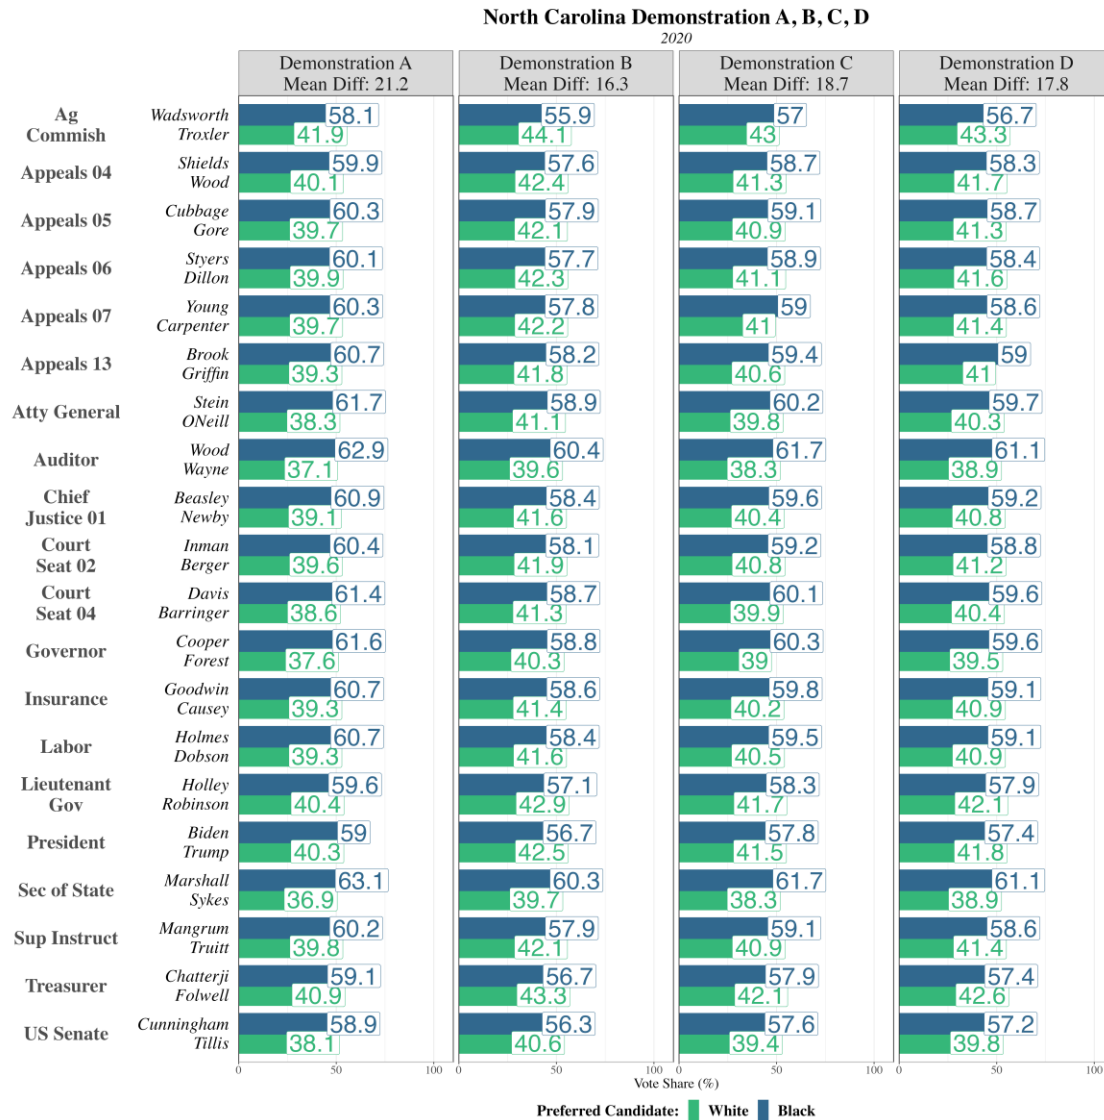 North Carolina Demonstration A, B, C, D
2020
Demonstration A Demonstration B Demonstration C Demonstration D
Mean Diff: 21.2 Mean Diff: 16.3 Mean Diff: 18.7 Mean Diff: 17.8
Ag Wadsworth 58.1 55.9 57 56.7
Commish Troxler 41.9 44.1 43 43.3
Appeals 04
Shields 59.9 57.6 58.7 58.3
Wood 40.1 42.4 41.3 41.7
Appeals 05
Cubbage 60.3 57.9 59.1 58.7
Gore 39.7 42.1 40.9 41.3
Appeals 06
Styers 60.1 57.7 58.9 58.4
Dillon 39.9 42.3 41.1 41.6
Appeals 07
Young 60.3 57.8 59 58.6
Carpenter 39.7 42.2 41 41.4
Appeals 13
Brook 60.7 58.2 59.4 59
Griffin 39.3 41.8 40.6 41
Atty General
Stein 61.7 58.9 60.2 59.7
ONeill 38.3 41.1 39.8 40.3
Auditor
Wood 62.9 60.4 61.7 61.1
Wayne 37.1 39.6 38.3 38.9
Chief Beasley 60.9 58.4 59.6 59.2
Justice 01 Newby 39.1 41.6 40.4 40.8
Court Inman 60.4 58.1 59.2 58.8
Seat 02 Berger 39.6 41.9 40.8 41.2
Court Davis 61.4 58.7 60.1 59.6
Seat 04 Barringer 38.6 41.3 39.9 40.4
Governor
Cooper 61.6 58.8 60.3 59.6
Forest 37.6 40.3 39 39.5
Insurance
Goodwin 60.7 58.6 59.8 59.1
Causey 39.3 41.4 40.2 40.9
Labor
Holmes 60.7 58.4 59.5 59.1
Dobson 39.3 41.6 40.5 40.9
Lieutenant Holley 59.6 57.1 58.3 57.9
Gov Robinson 40.4 42.9 41.7 42.1
President
Biden 59 56.7 57.8 57.4
Trump 40.3 42.5 41.5 41.8
Sec of State
Marshall 63.1 60.3 61.7 61.1
Sykes 36.9 39.7 38.3 38.9
Sup Instruct
Mangrum 60.2 57.9 59.1 58.6
Truitt 39.8 42.1 40.9 41.4
Treasurer
Chatterji 59.1 56.7 57.9 57.4
Folwell 40.9 43.3 42.1 42.6
US Senate
Cunningham 58.9 56.3 57.6 57.2
Tillis 38.1 40.6 39.4 39.8
0 50 100 0 50 100 0 50 100 0 50 100
Vote Share (%)
Preferred Candidate: White Black